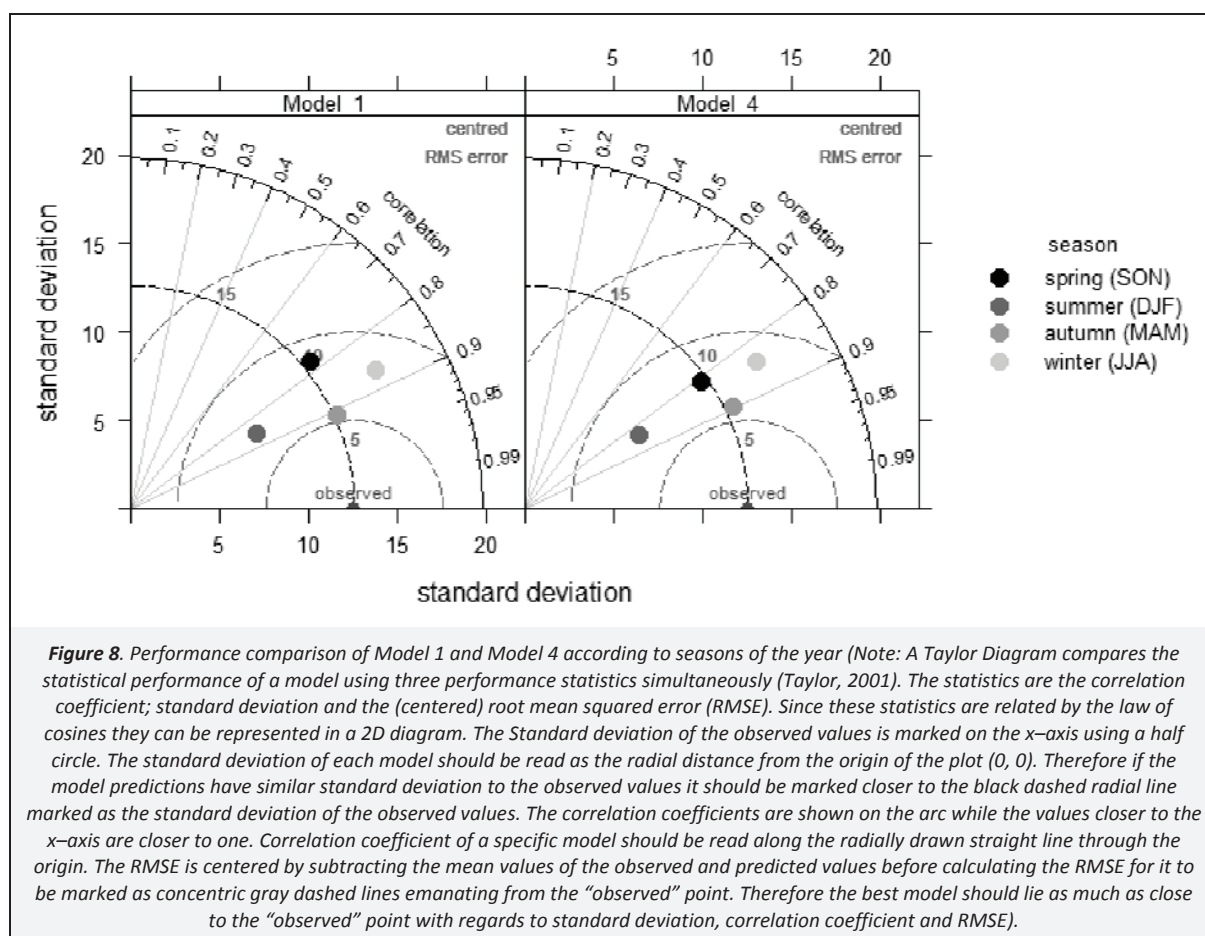 5 10 15 20
Model 1 Model 4
centred
RMS error
centred
RMS error
0.1 0.2 0.3 0.4 0.5 0.6 0.7 0.8 0.9 0.95 0.99
correlation
0.1 0.2 0.3 0.4 0.5 0.6 0.7 0.8 0.9 0.95 0.99
correlation
20
15
10
5
standard deviation
15
10
5
observed
15
10
5
observed
5 10 15 20
standard deviation
season
spring (SON)
summer (DJF)
autumn (MAM)
winter (JJA)
Figure 8. Performance comparison of Model 1 and Model 4 according to seasons of the year (Note: A Taylor Diagram compares the
statistical performance of a model using three performance statistics simultaneously (Taylor, 2001). The statistics are the correlation
coefficient; standard deviation and the (centered) root mean squared error (RMSE). Since these statistics are related by the law of
cosines they can be represented in a 2D diagram. The Standard deviation of the observed values is marked on the x–axis using a half
circle. The standard deviation of each model should be read as the radial distance from the origin of the plot (0, 0). Therefore if the
model predictions have similar standard deviation to the observed values it should be marked closer to the black dashed radial line
marked as the standard deviation of the observed values. The correlation coefficients are shown on the arc while the values closer to the
x–axis are closer to one. Correlation coefficient of a specific model should be read along the radially drawn straight line through the
origin. The RMSE is centered by subtracting the mean values of the observed and predicted values before calculating the RMSE for it to
be marked as concentric gray dashed lines emanating from the “observed” point. Therefore the best model should lie as much as close
to the “observed” point with regards to standard deviation, correlation coefficient and RMSE).